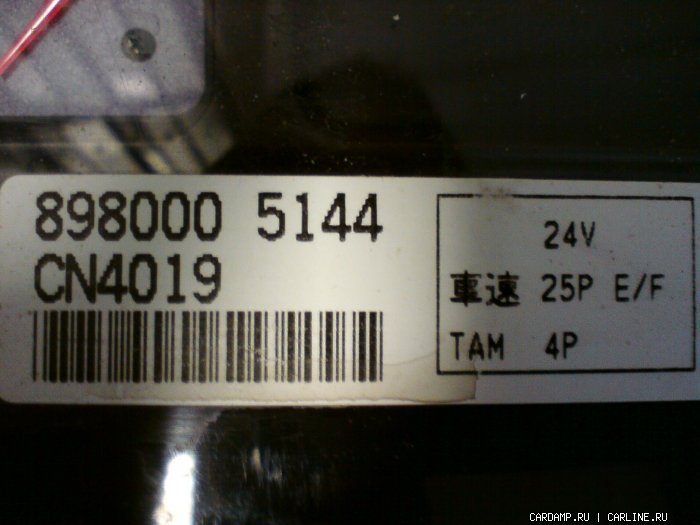 898000 5144
CN4019
24V
車速 25P E/F
TAM 4P
CARDAMP.RU | CARLINE.RU